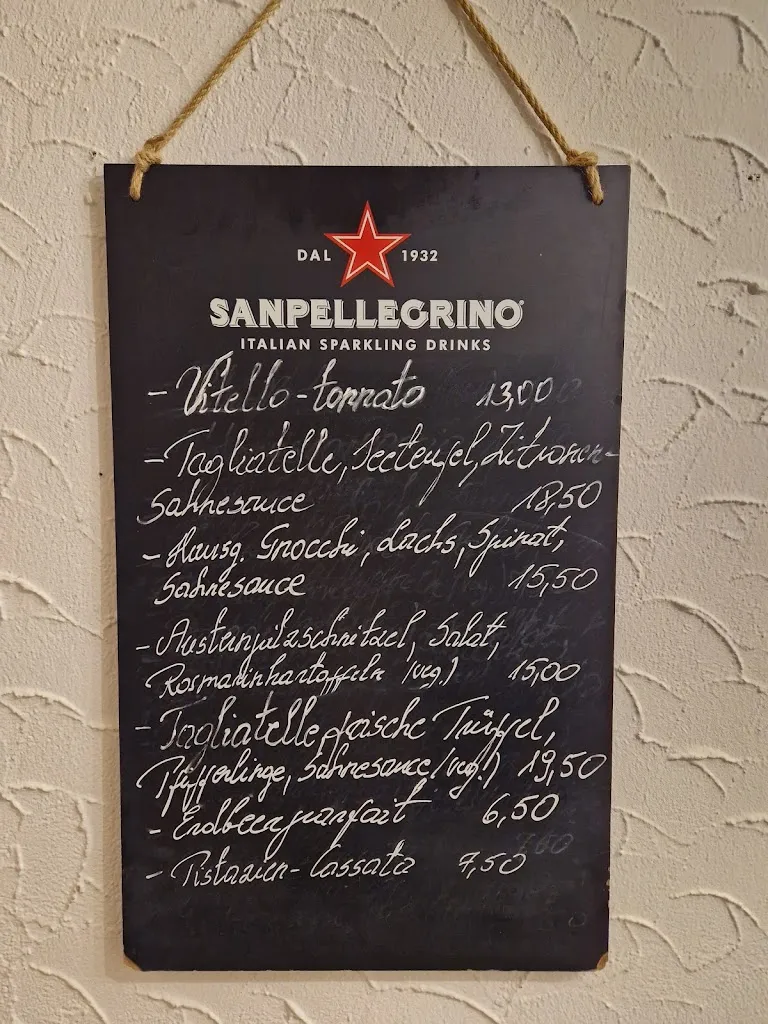 DAL 1932
SANPELLEGRINO®
ITALIAN SPARKLING DRINKS
- Vitello-tonnato 13,00
- Tagliatelle, Seeteufel, Zitronen-
Sahnesauce 18,50
- Hausg. Gnocchi, Lachs, Spinat,
Sahnesauce 15,50
- Austernpilzschnitzel, Salat,
Rosmarinkartoffeln (veg.) 15,00
- Tagliatelle, frische Trüffel,
Pfifferlinge, Sahnesauce (veg.) 19,50
- Erdbeerparfait 6,50
- Pistazien-Cassata 7,50